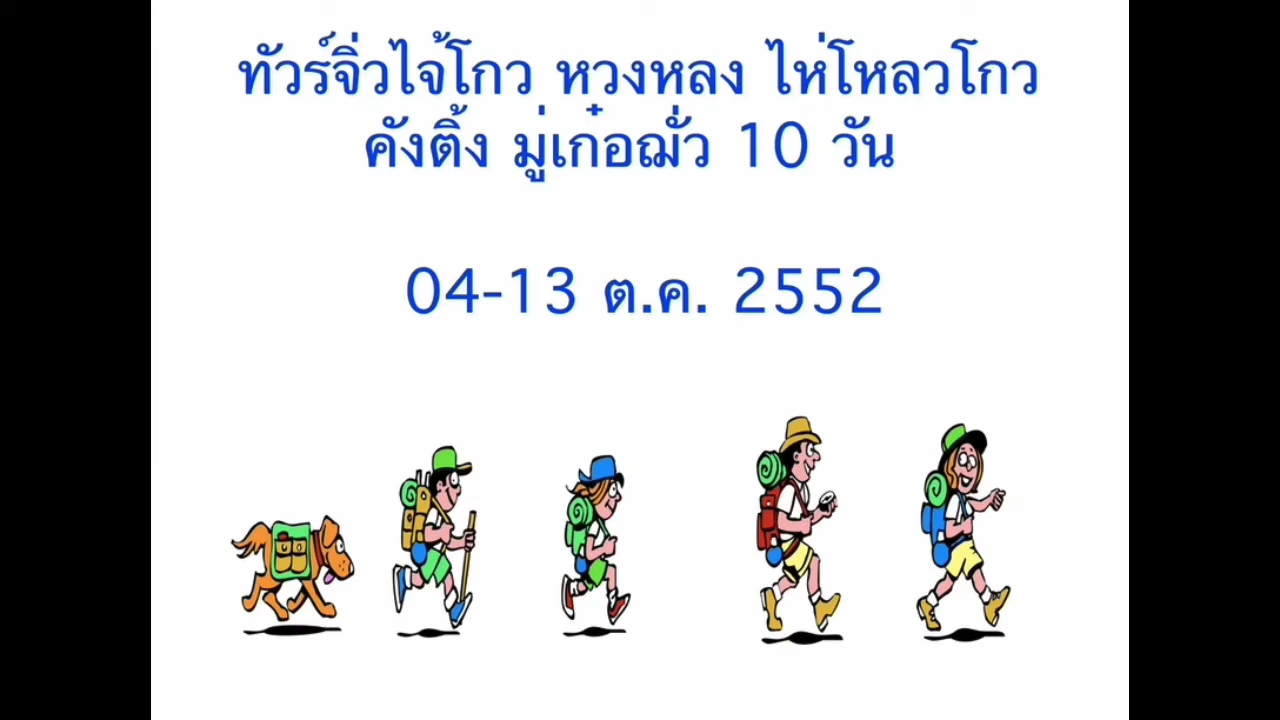 ทัวร์จิ่วไจ้โกว หวงหลง ไห่โหลวโกว
คังติ้ง มู่เก๋อฌั่ว 10 วัน
04-13 ต.ค. 2552